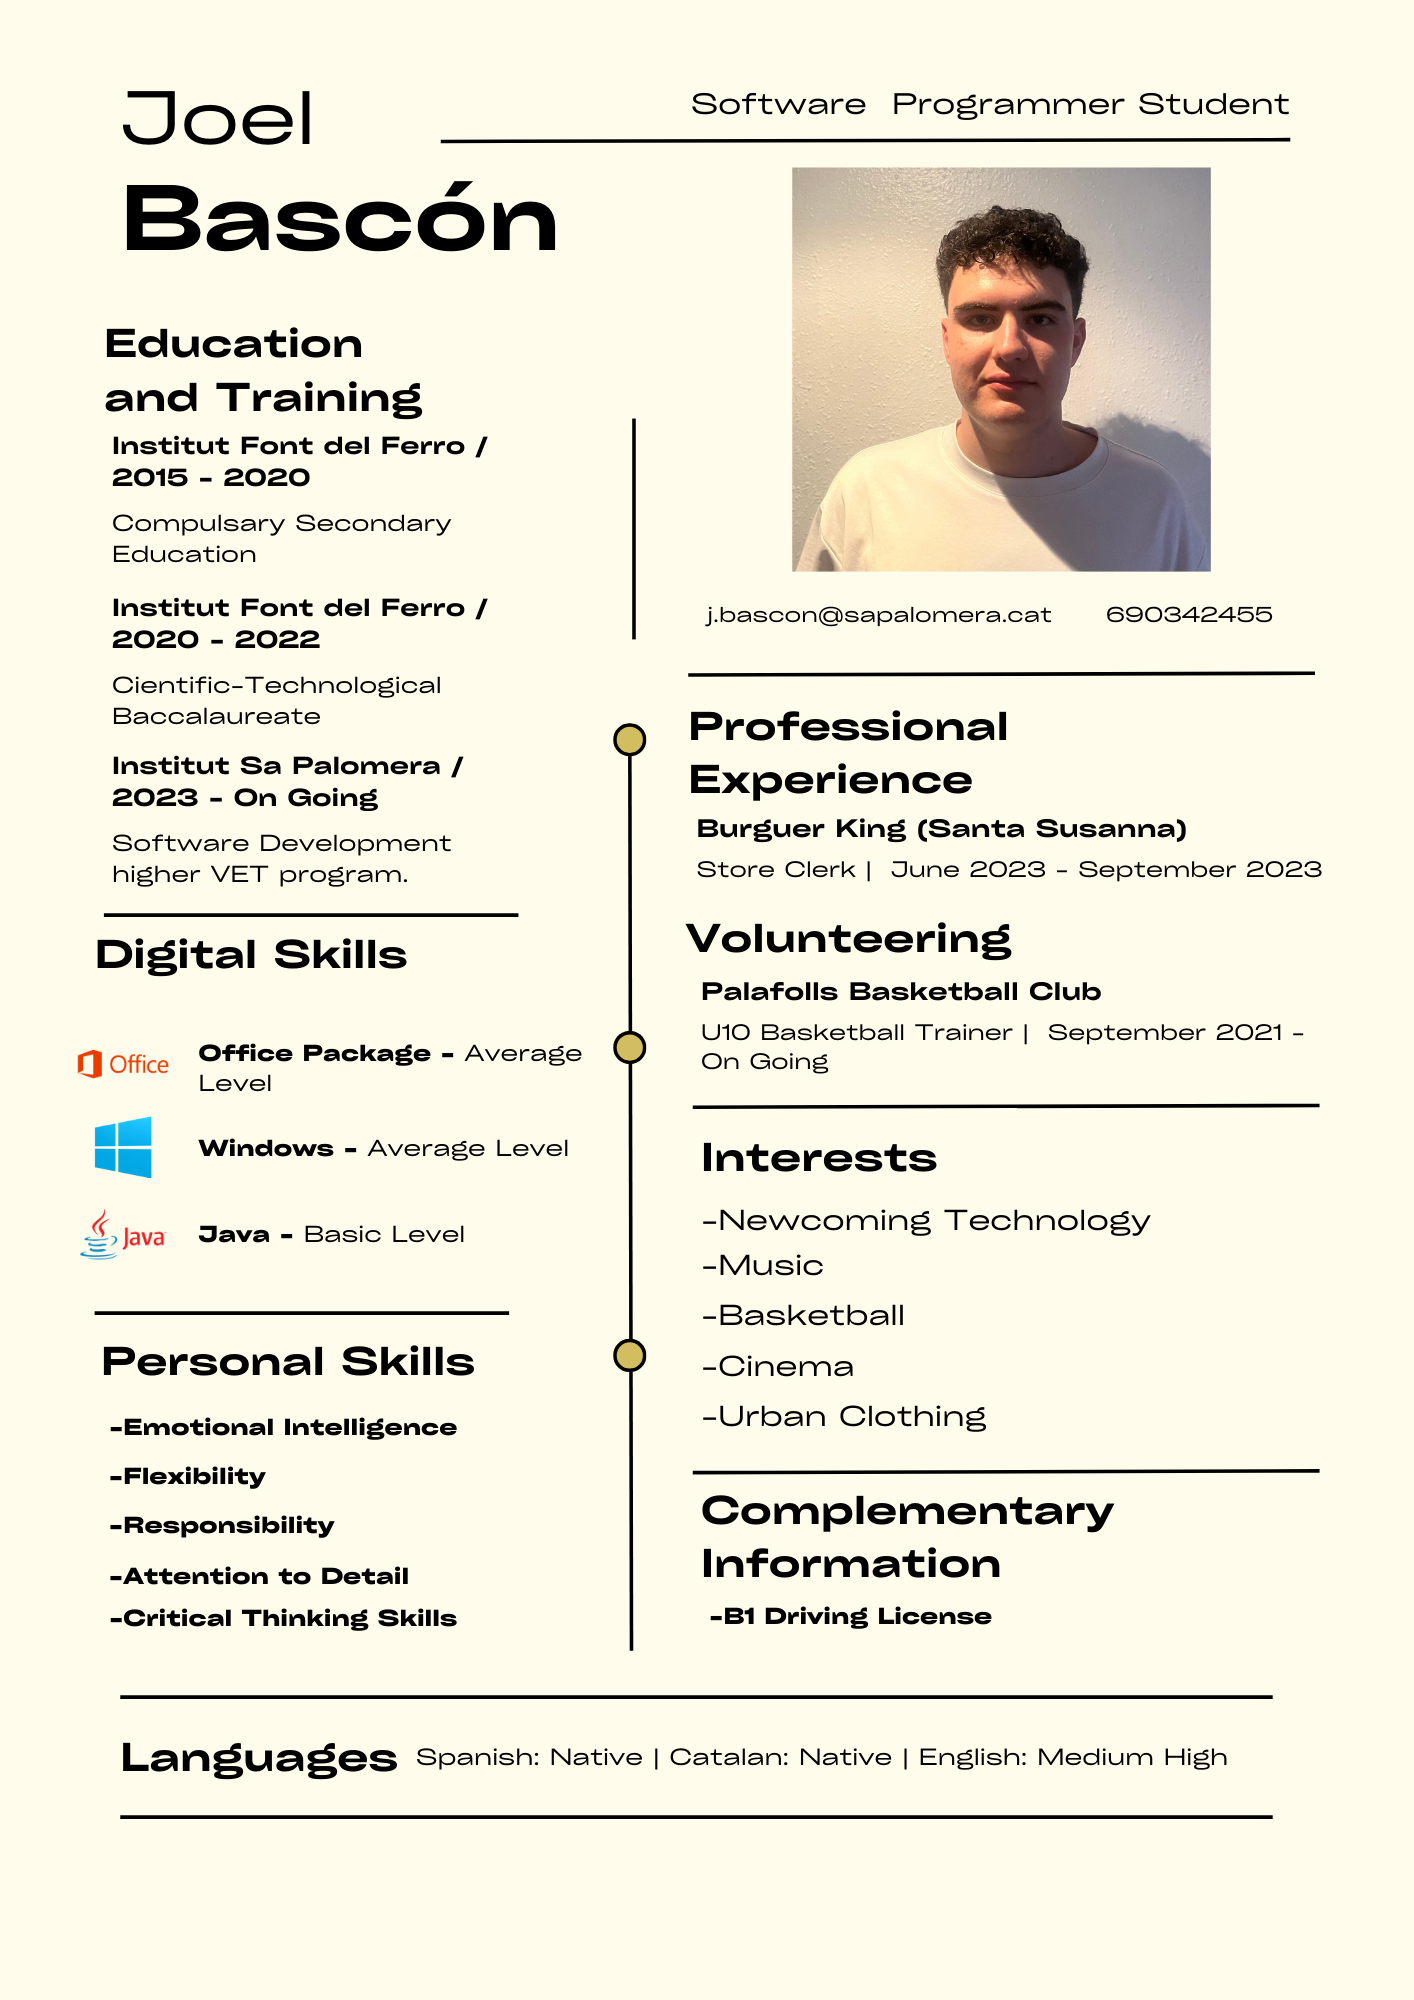 Joel
Bascón
Software  Programmer Student
j.bascon@sapalomera.cat
690342455
Education
and Training
Institut Font del Ferro /
2015 - 2020
Compulsary Secondary
Education
Institut Font del Ferro /
2020 - 2022
Cientific-Technological
Baccalaureate
Institut Sa Palomera /
2023 - On Going
Software Development
higher VET program.
Digital Skills
Office
Office Package - Average
Level
Windows - Average Level
Java
Java - Basic Level
Personal Skills
-Emotional Intelligence
-Flexibility
-Responsibility
-Attention to Detail
-Critical Thinking Skills
Professional
Experience
Burguer King (Santa Susanna)
Store Clerk |  June 2023 - September 2023
Volunteering
Palafolls Basketball Club
U10 Basketball Trainer |  September 2021 -
On Going
Interests
-Newcoming Technology
-Music
-Basketball
-Cinema
-Urban Clothing
Complementary
Information
-B1 Driving License
Languages
Spanish: Native | Catalan: Native | English: Medium High